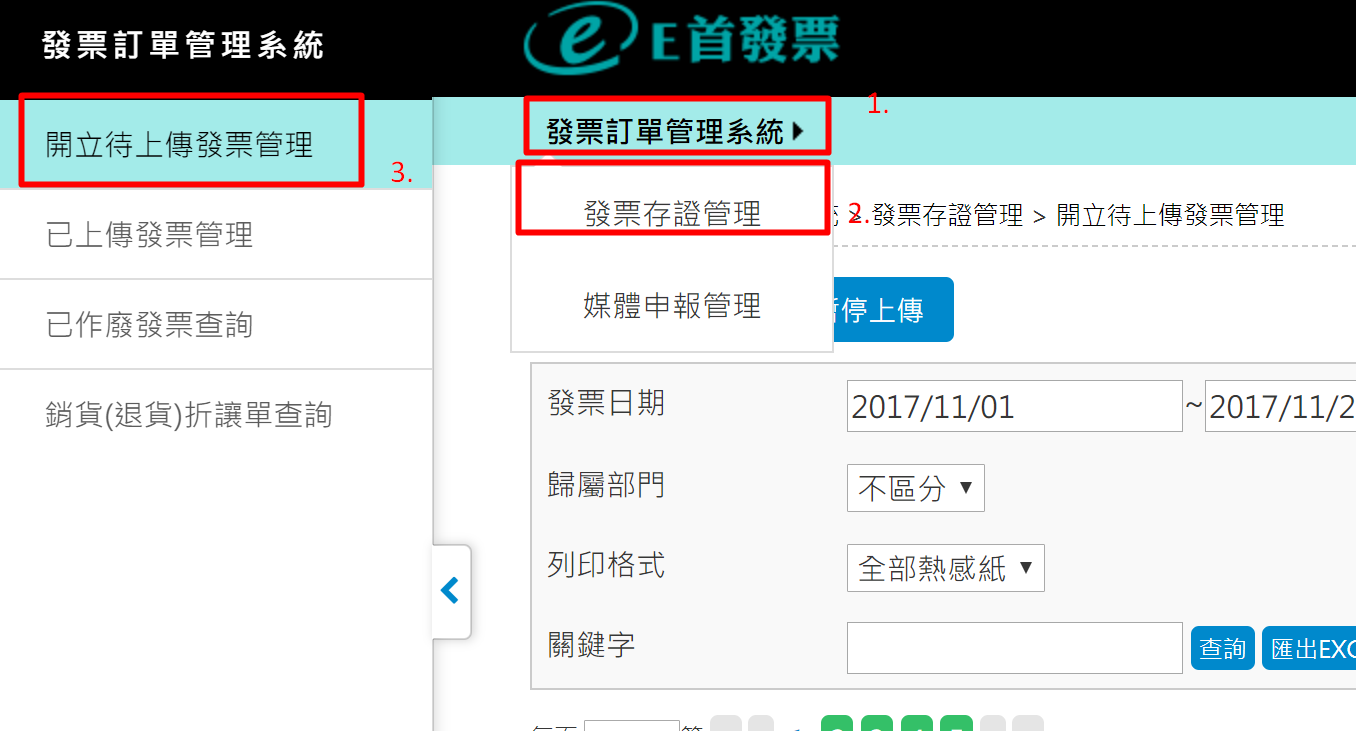 發票訂單管理系統
e E首發票
開立待上傳發票管理
3.
已上傳發票管理
已作廢發票查詢
銷貨(退貨)折讓單查詢
發票訂單管理系統
1.
發票存證管理
2.
> 發票存證管理 > 開立待上傳發票管理
媒體申報管理
暫停上傳
發票日期 2017/11/01 ~ 2017/11/2
歸屬部門 不區分
列印格式 全部熱感紙
關鍵字 查詢 匯出EXC